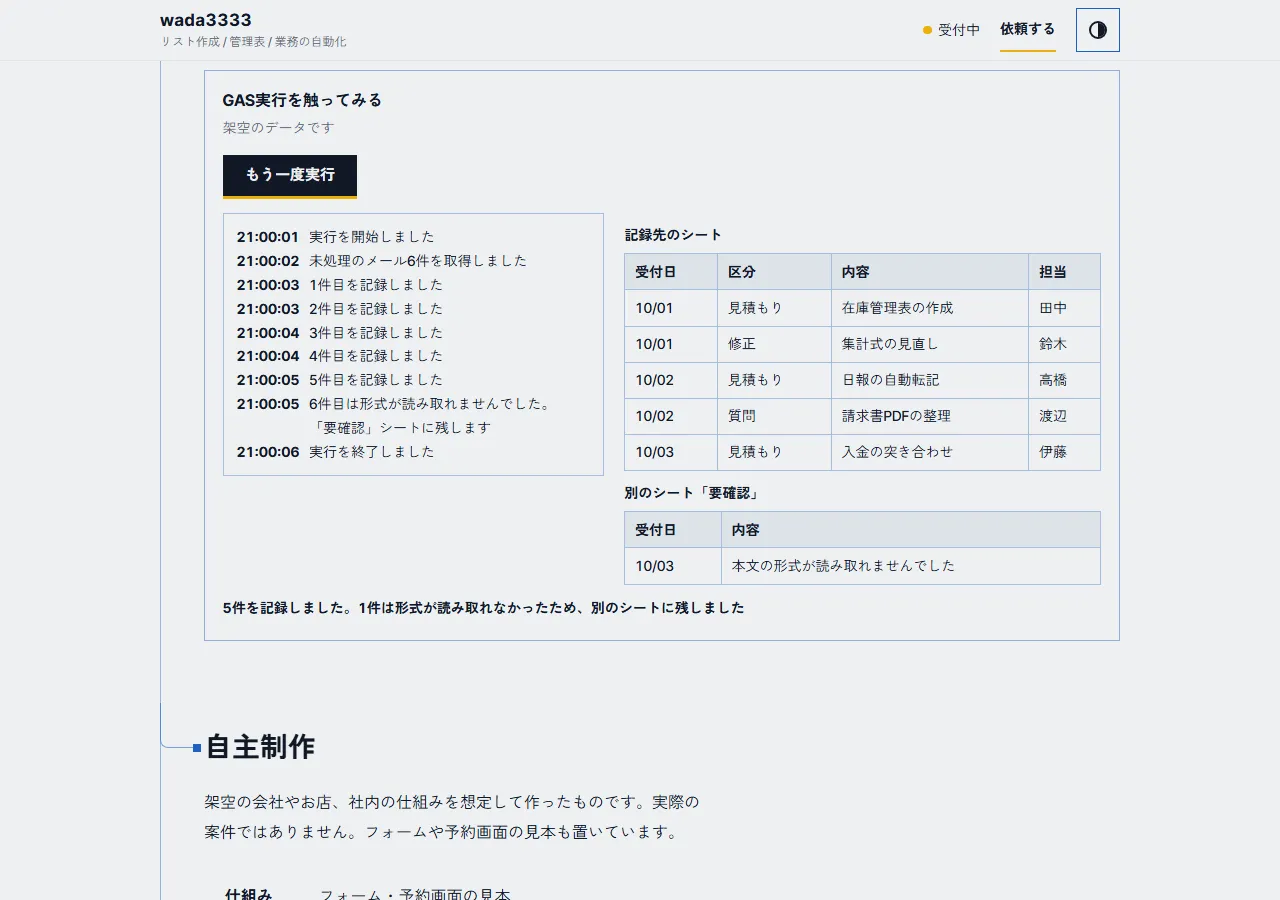 wada3333
リスト作成 / 管理表 / 業務の自動化
受付中
依頼する
GAS実行を触ってみる
架空のデータです
もう一度実行
21:00:01 実行を開始しました
21:00:02 未処理のメール6件を取得しました
21:00:03 1件目を記録しました
21:00:03 2件目を記録しました
21:00:04 3件目を記録しました
21:00:04 4件目を記録しました
21:00:05 5件目を記録しました
21:00:05 6件目は形式が読み取れませんでした。
「要確認」シートに残します
21:00:06 実行を終了しました
記録先のシート
受付日 区分 内容 担当
10/01 見積もり 在庫管理表の作成 田中
10/01 修正 集計式の見直し 鈴木
10/02 見積もり 日報の自動転記 高橋
10/02 質問 請求書PDFの整理 渡辺
10/03 見積もり 入金の突き合わせ 伊藤
別のシート「要確認」
受付日 内容
10/03 本文の形式が読み取れませんでした
5件を記録しました。1件は形式が読み取れなかったため、別のシートに残しました
自主制作
架空の会社やお店、社内の仕組みを想定して作ったものです。実際の
案件ではありません。フォームや予約画面の見本も置いています。
仕組み フォーム・予約画面の見本